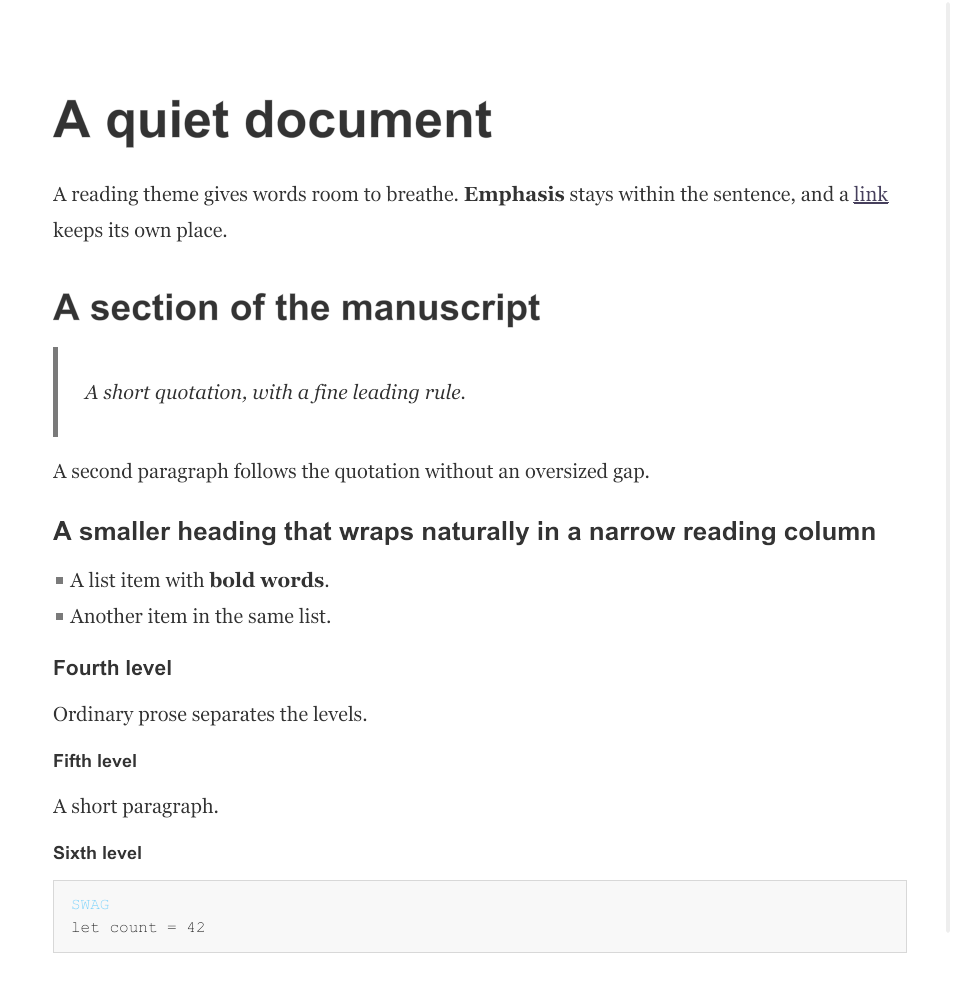 A quiet document
A reading theme gives words room to breathe. Emphasis stays within the sentence, and a link
keeps its own place.
A section of the manuscript
A short quotation, with a fine leading rule.
A second paragraph follows the quotation without an oversized gap.
A smaller heading that wraps naturally in a narrow reading column
A list item with bold words.
Another item in the same list.
Fourth level
Ordinary prose separates the levels.
Fifth level
A short paragraph.
Sixth level
SWAG
let count = 42